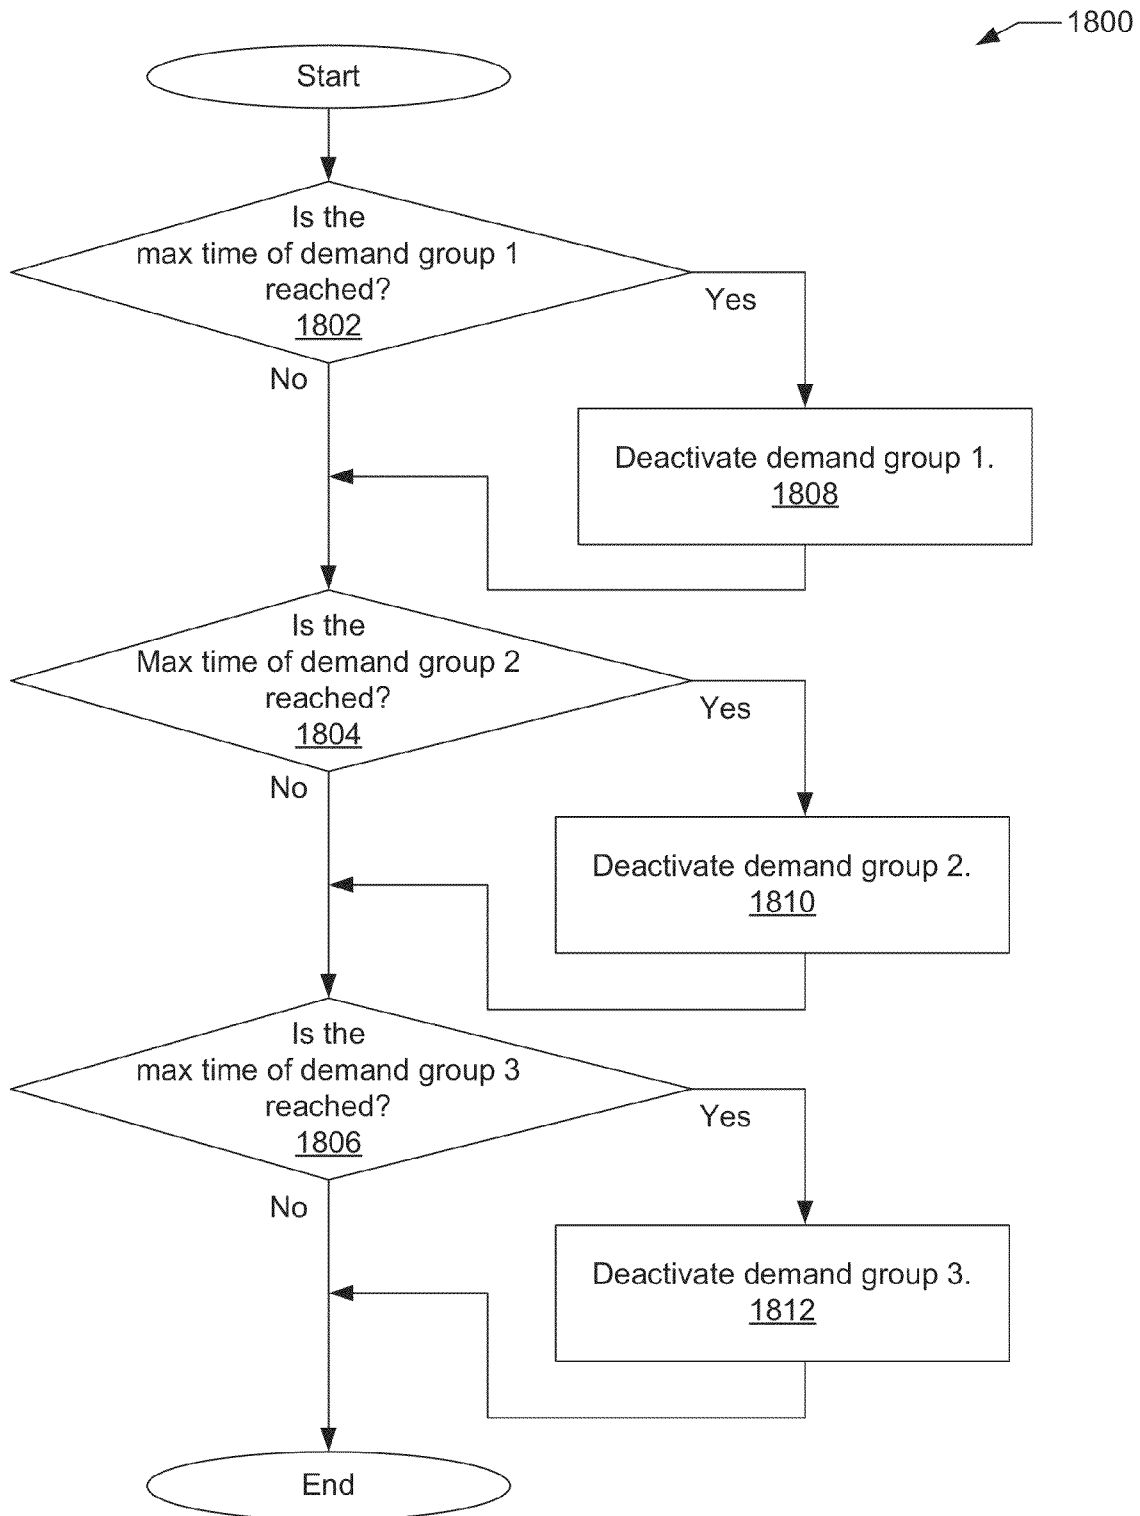 1800
Start
Is the
max time of demand group 1
reached?
1802
Yes
No
Deactivate demand group 1.
1808
Is the
Max time of demand group 2
reached?
1804
Yes
No
Deactivate demand group 2.
1810
Is the
max time of demand group 3
reached?
1806
Yes
No
Deactivate demand group 3.
1812
End